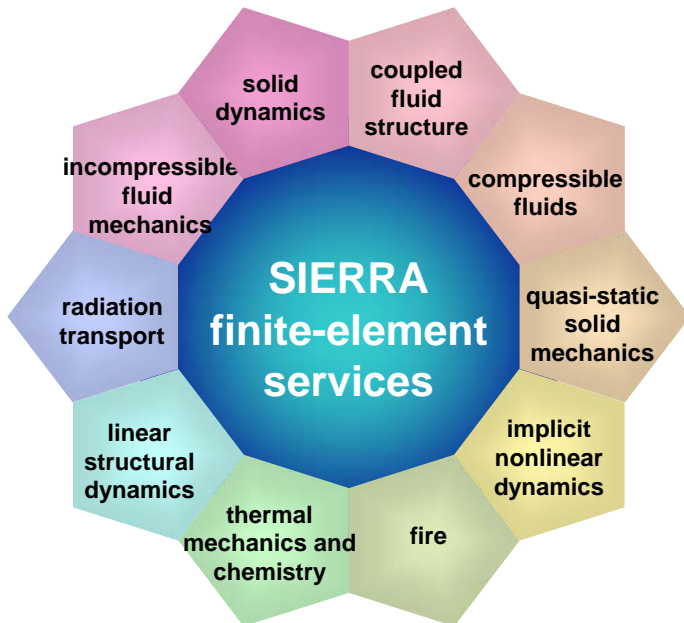 solid
dynamics
coupled
fluid
structure
incompressible
fluid
mechanics
compressible
fluids
SIERRA
finite-element
services
radiation
transport
quasi-static
solid
mechanics
linear
structural
dynamics
implicit
nonlinear
dynamics
thermal
mechanics and
chemistry
fire